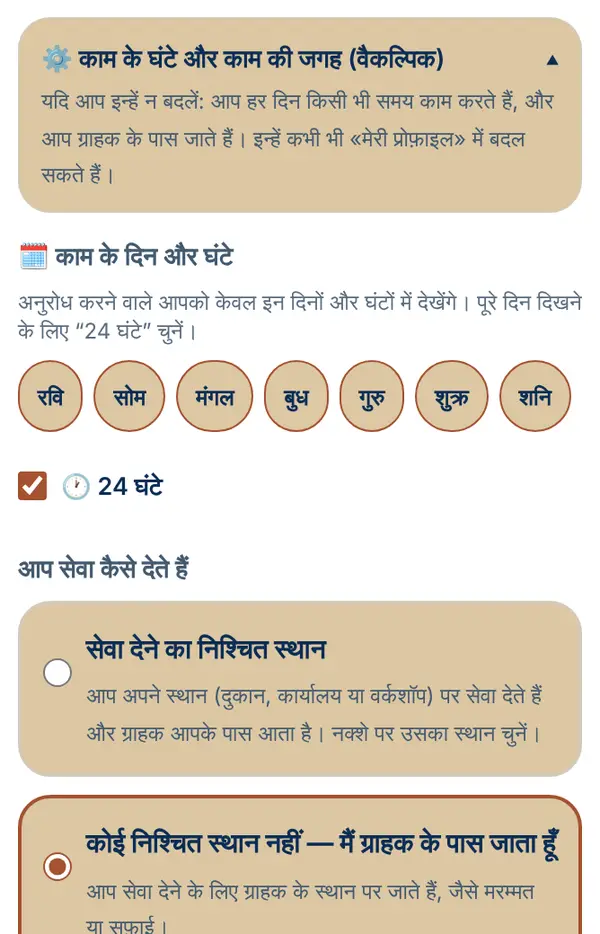 ⚙️ काम के घंटे और काम की जगह (वैकल्पिक) ▲
यदि आप इन्हें न बदलें: आप हर दिन किसी भी समय काम करते हैं, और
आप ग्राहक के पास जाते हैं। इन्हें कभी भी «मेरी प्रोफ़ाइल» में बदल
सकते हैं।
🗓️ काम के दिन और घंटे
अनुरोध करने वाले आपको केवल इन दिनों और घंटों में देखेंगे। पूरे दिन दिखने
के लिए “24 घंटे” चुनें।
रवि सोम मंगल बुध गुरु शुक्र शनि
🕐 24 घंटे
आप सेवा कैसे देते हैं
सेवा देने का निश्चित स्थान
आप अपने स्थान (दुकान, कार्यालय या वर्कशॉप) पर सेवा देते हैं
और ग्राहक आपके पास आता है। नक्शे पर उसका स्थान चुनें।
कोई निश्चित स्थान नहीं — मैं ग्राहक के पास जाता हूँ
आप सेवा देने के लिए ग्राहक के स्थान पर जाते हैं, जैसे मरम्मत
या सफ़ाई।